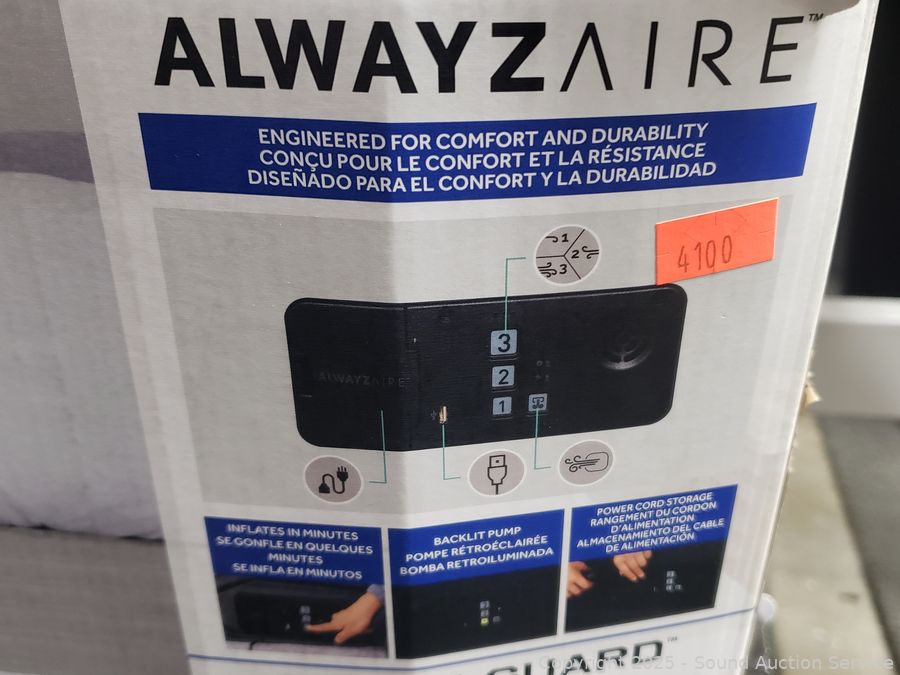 ALWAYZAIRE™
ENGINEERED FOR COMFORT AND DURABILITY
CONÇU POUR LE CONFORT ET LA RÉSISTANCE
DISEÑADO PARA EL CONFORT Y LA DURABILIDAD
4100
1
2
3
3
ALWAYZAIRE
2
1
INFLATES IN MINUTES
SE GONFLE EN QUELQUES
MINUTES
SE INFLA EN MINUTOS
BACKLIT PUMP
POMPE RÉTROÉCLAIRÉE
BOMBA RETROILUMINADA
POWER CORD STORAGE
RANGEMENT DU CORDON
D'ALIMENTATION
ALMACENAMIENTO DEL CABLE
DE ALIMENTACIÓN
GUARD™
Copyright 2025 - Sound Auction Service